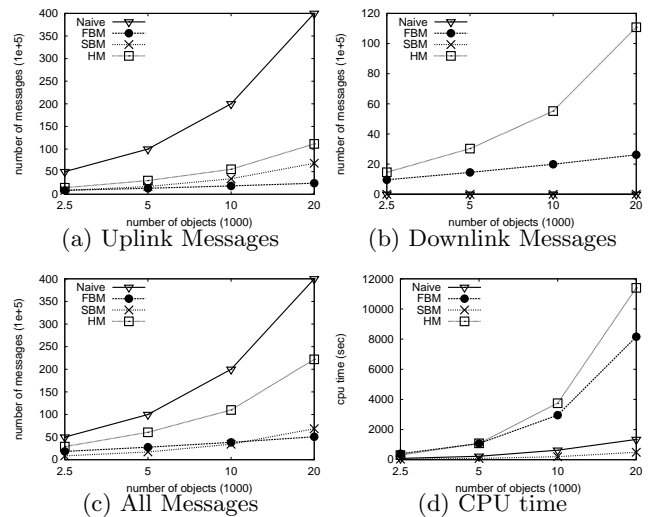 400
350
300
250
200
150
100
50
0
number of messages (1e+5)
Naive
FBM
SBM
HM
2.5 5 10 20
number of objects (1000)
(a) Uplink Messages
120
100
80
60
40
20
0
number of messages (1e+5)
Naive
FBM
SBM
HM
2.5 5 10 20
number of objects (1000)
(b) Downlink Messages
400
350
300
250
200
150
100
50
0
number of messages (1e+5)
Naive
FBM
SBM
HM
2.5 5 10 20
number of objects (1000)
(c) All Messages
12000
10000
8000
6000
4000
2000
0
cpu time (sec)
Naive
FBM
SBM
HM
2.5 5 10 20
number of objects (1000)
(d) CPU time